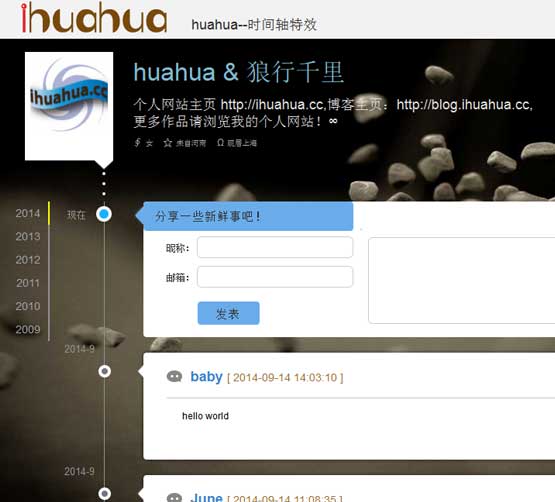 ihuahua
huahua--时间轴特效
ihuahua.cc
huahua & 狼行千里
个人网站主页 http://ihuahua.cc,博客主页：http://blog.ihuahua.cc,
更多作品请浏览我的个人网站！∞
女 来自河南 现居上海
2014 现在
分享一些新鲜事吧！
2013
2012
昵称：
2011
邮箱：
2010
发表
2009
2014-9
baby [ 2014-09-14 14:03:10 ]
hello world
2014-9
June [ 2014-09-14 11:08:35 ]